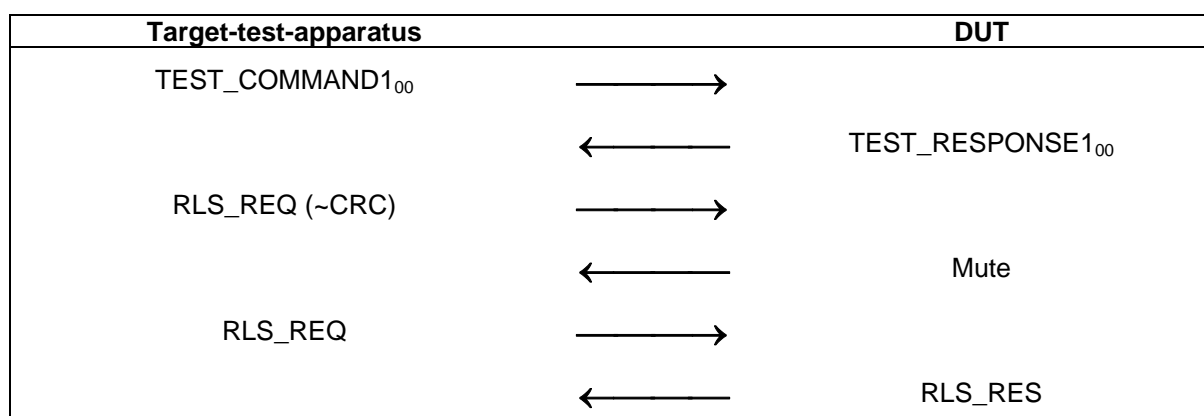 Target-test-apparatus DUT
TEST_COMMAND1₀₀
TEST_RESPONSE1₀₀
RLS_REQ (~CRC)
Mute
RLS_REQ
RLS_RES